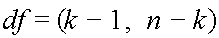 df = (k − 1, n − k)